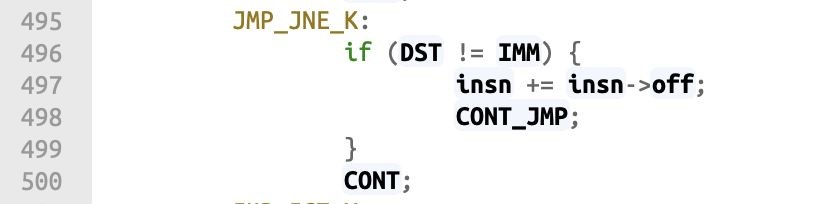 495 JMP_JNE_K:
496 if (DST != IMM) {
497 insn += insn->off;
498 CONT_JMP;
499 }
500 CONT;